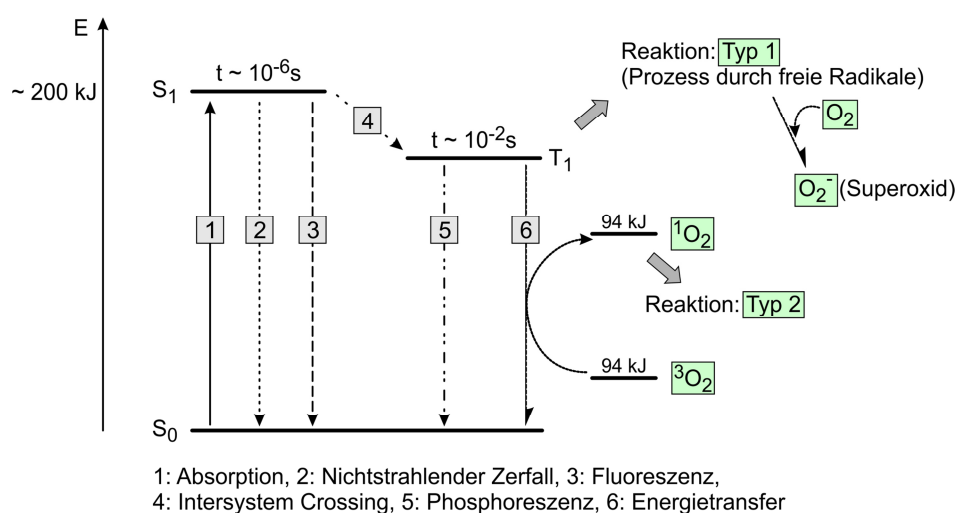 E
~ 200 kJ
S1
t ~ 10-6s
4
t ~ 10-2s
T1
Reaktion: Typ 1
(Prozess durch freie Radikale)
O2
O2- (Superoxid)
1
2
3
5
6
94 kJ
1O2
Reaktion: Typ 2
94 kJ
3O2
S0
1: Absorption, 2: Nichtstrahlender Zerfall, 3: Fluoreszenz,
4: Intersystem Crossing, 5: Phosphoreszenz, 6: Energietransfer